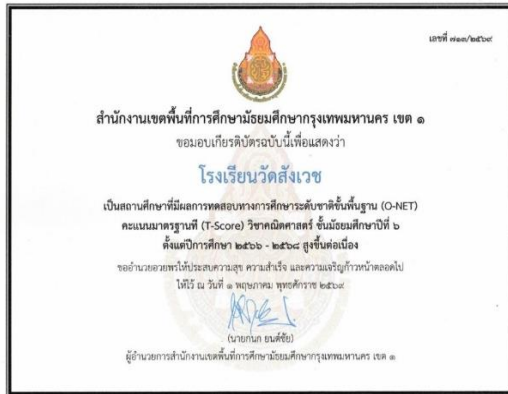 เลขที่ ๗๑๓/๒๕๖๙
สำนักงานเขตพื้นที่การศึกษามัธยมศึกษากรุงเทพมหานคร เขต ๑
ขอมอบเกียรติบัตรฉบับนี้เพื่อแสดงว่า
โรงเรียนวัดสังเวช
เป็นสถานศึกษาที่มีผลการทดสอบทางการศึกษาระดับชาติขั้นพื้นฐาน (O-NET)
คะแนนมาตรฐานที (T-Score) วิชาคณิตศาสตร์ ชั้นมัธยมศึกษาปีที่ ๖
ตั้งแต่ปีการศึกษา ๒๕๖๖ - ๒๕๖๘ สูงขึ้นต่อเนื่อง
ขออำนวยอวยพรให้ประสบความสุข ความสำเร็จ และความเจริญก้าวหน้าตลอดไป
ให้ไว้ ณ วันที่ ๑ พฤษภาคม พุทธศักราช ๒๕๖๙
(นายกนก ยนต์ชัย)
ผู้อำนวยการสำนักงานเขตพื้นที่การศึกษามัธยมศึกษากรุงเทพมหานคร เขต ๑